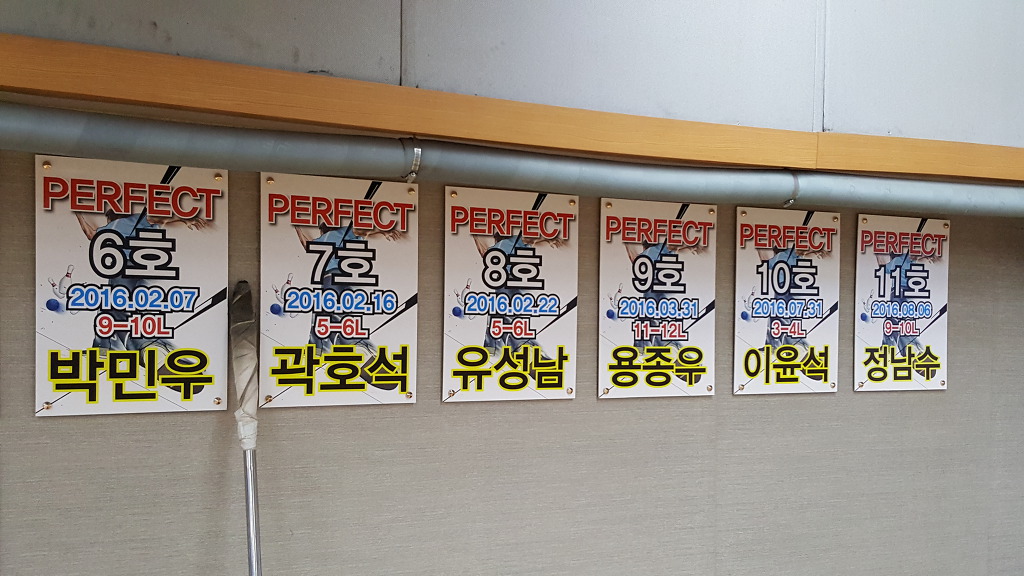 PERFECT
6호
2016.02.07
9-10L
박민우
PERFECT
7호
2016.02.16
5-6L
곽호석
PERFECT
8호
2016.02.22
5-6L
유성남
PERFECT
9호
2016.03.31
11-12L
용종우
PERFECT
10호
2016.07.31
3-4L
이윤석
PERFECT
11호
2016.08.06
9-10L
정남수